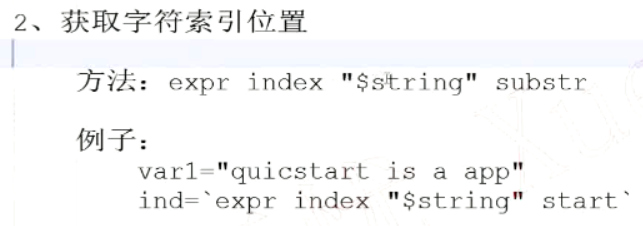 2、获取字符索引位置
方法：expr index "$string" substr
例子：
var1="quicstart is a app"
ind=`expr index "$string" start`